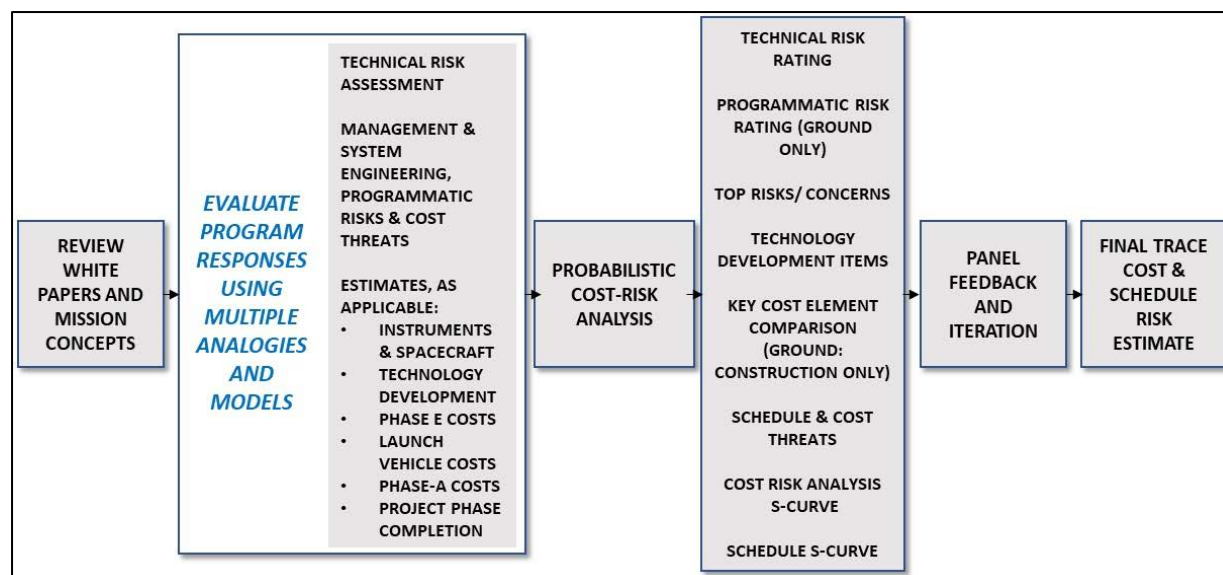 REVIEW
WHITE
PAPERS AND
MISSION
CONCEPTS
EVALUATE
PROGRAM
RESPONSES
USING
MULTIPLE
ANALOGIES
AND
MODELS
TECHNICAL RISK
ASSESSMENT
MANAGEMENT &
SYSTEM
ENGINEERING,
PROGRAMMATIC
RISKS & COST
THREATS
ESTIMATES, AS
APPLICABLE:
• INSTRUMENTS
& SPACECRAFT
• TECHNOLOGY
DEVELOPMENT
• PHASE E COSTS
• LAUNCH
VEHICLE COSTS
• PHASE-A COSTS
• PROJECT PHASE
COMPLETION
PROBABILISTIC
COST-RISK
ANALYSIS
TECHNICAL RISK
RATING
PROGRAMMATIC RISK
RATING (GROUND
ONLY)
TOP RISKS/ CONCERNS
TECHNOLOGY
DEVELOPMENT ITEMS
KEY COST ELEMENT
COMPARISON
(GROUND:
CONSTRUCTION ONLY)
SCHEDULE & COST
THREATS
COST RISK ANALYSIS
S-CURVE
SCHEDULE S-CURVE
PANEL
FEEDBACK
AND
ITERATION
FINAL TRACE
COST &
SCHEDULE
RISK
ESTIMATE